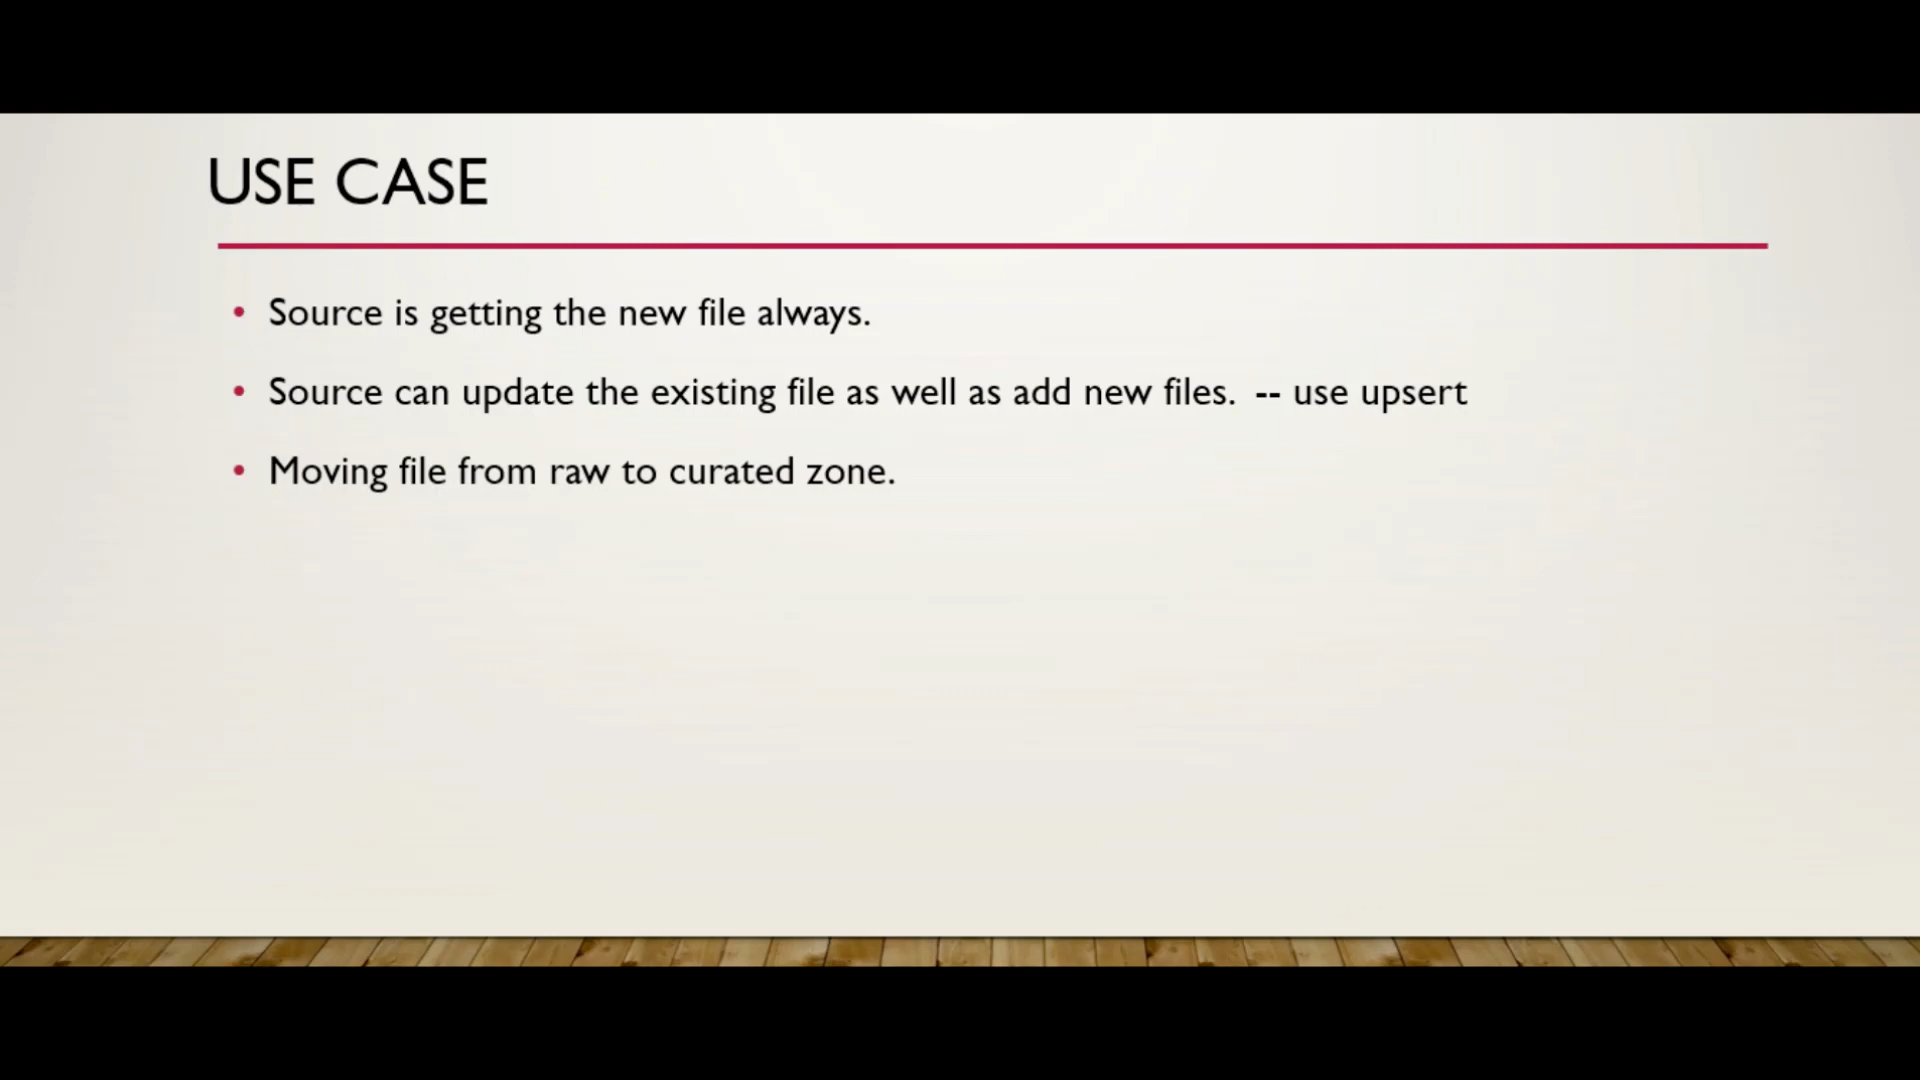 USE CASE
• Source is getting the new file always.
• Source can update the existing file as well as add new files. -- use upsert
• Moving file from raw to curated zone.